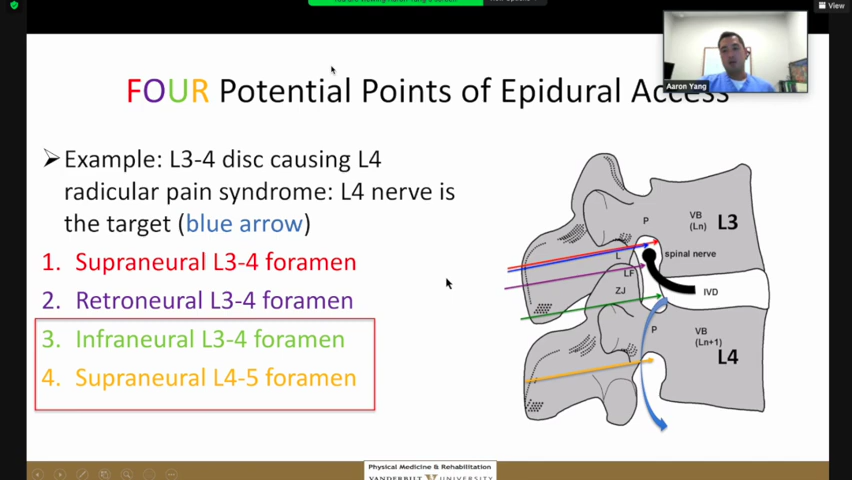 View
FOUR Potential Points of Epidural Access
Aaron Yang
➢Example: L3-4 disc causing L4
radicular pain syndrome: L4 nerve is
the target (blue arrow)
1. Supraneural L3-4 foramen
2. Retroneural L3-4 foramen
3. Infraneural L3-4 foramen
4. Supraneural L4-5 foramen
P
VB
(Ln)
L3
L
spinal nerve
LF
ZJ
IVD
P
VB
(Ln+1)
L4
Physical Medicine & Rehabilitation
VANDERBILT V UNIVERSITY